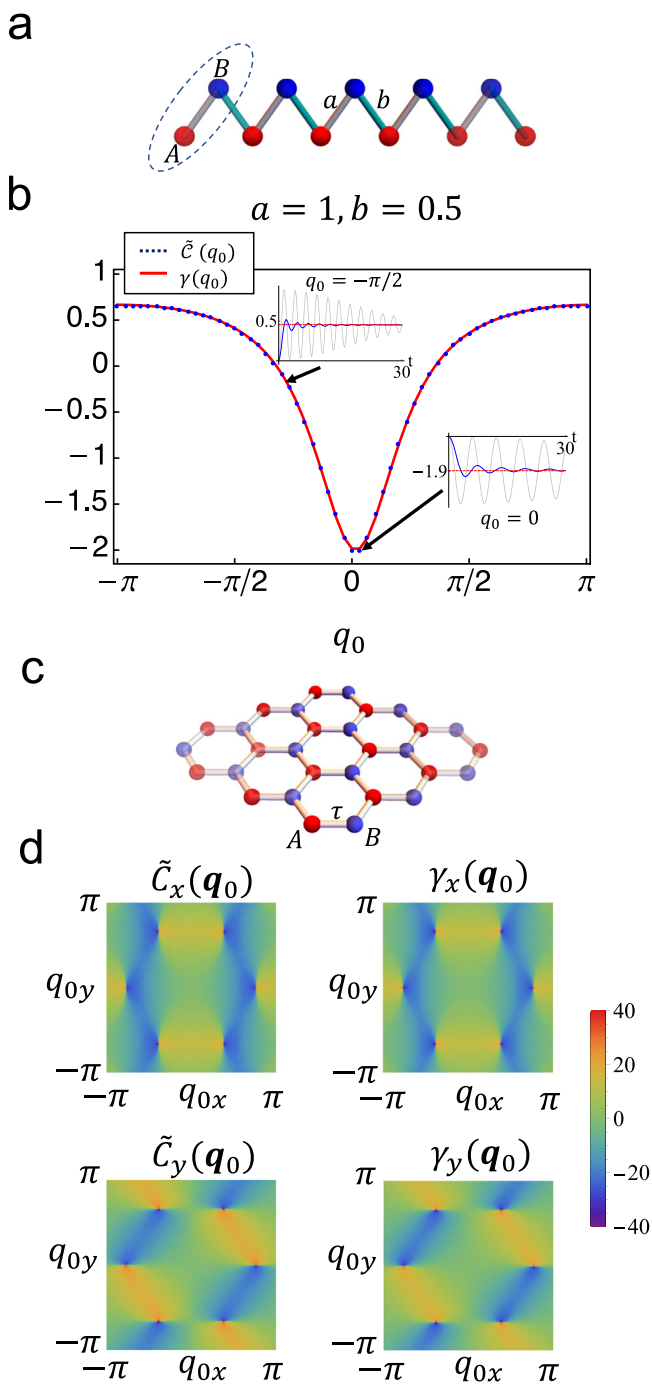 a
B
a
b
A
b
a = 1, b = 0.5
C̃ (q₀)
γ(q₀)
1
0.5
0
−0.5
−1
−1.5
−2
q₀ = −π/2
0.5
t
30
t
30
−1.9
q₀ = 0
−π
−π/2
0
π/2
π
q₀
c
τ
A
B
d
C̃ₓ(𝒒₀)
γₓ(𝒒₀)
π
π
q₀y
q₀y
−π
−π
−π
q₀ₓ
π
−π
q₀ₓ
π
40
20
0
−20
−40
C̃y(𝒒₀)
γy(𝒒₀)
π
π
q₀y
q₀y
−π
−π
−π
q₀ₓ
π
−π
q₀ₓ
π